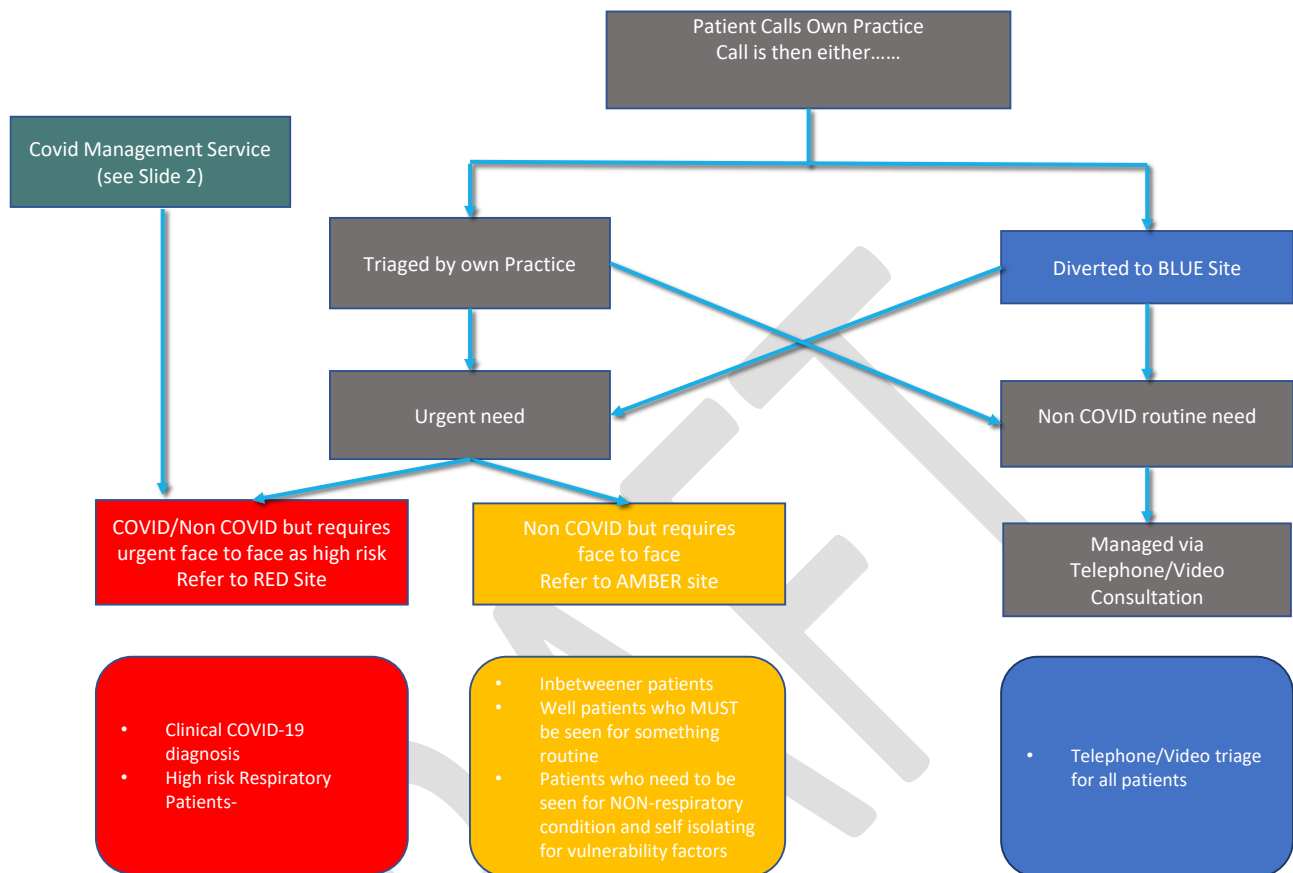 Patient Calls Own Practice
Call is then either……
Covid Management Service
(see Slide 2)
Triaged by own Practice
Diverted to BLUE Site
Urgent need
Non COVID routine need
COVID/Non COVID but requires
urgent face to face as high risk
Refer to RED Site
Non COVID but requires
face to face
Refer to AMBER site
Managed via
Telephone/Video
Consultation
• Clinical COVID-19
diagnosis
• High risk Respiratory
Patients-
• Inbetweener patients
• Well patients who MUST
be seen for something
routine
• Patients who need to be
seen for NON-respiratory
condition and self isolating
for vulnerability factors
• Telephone/Video triage
for all patients
DRAFT